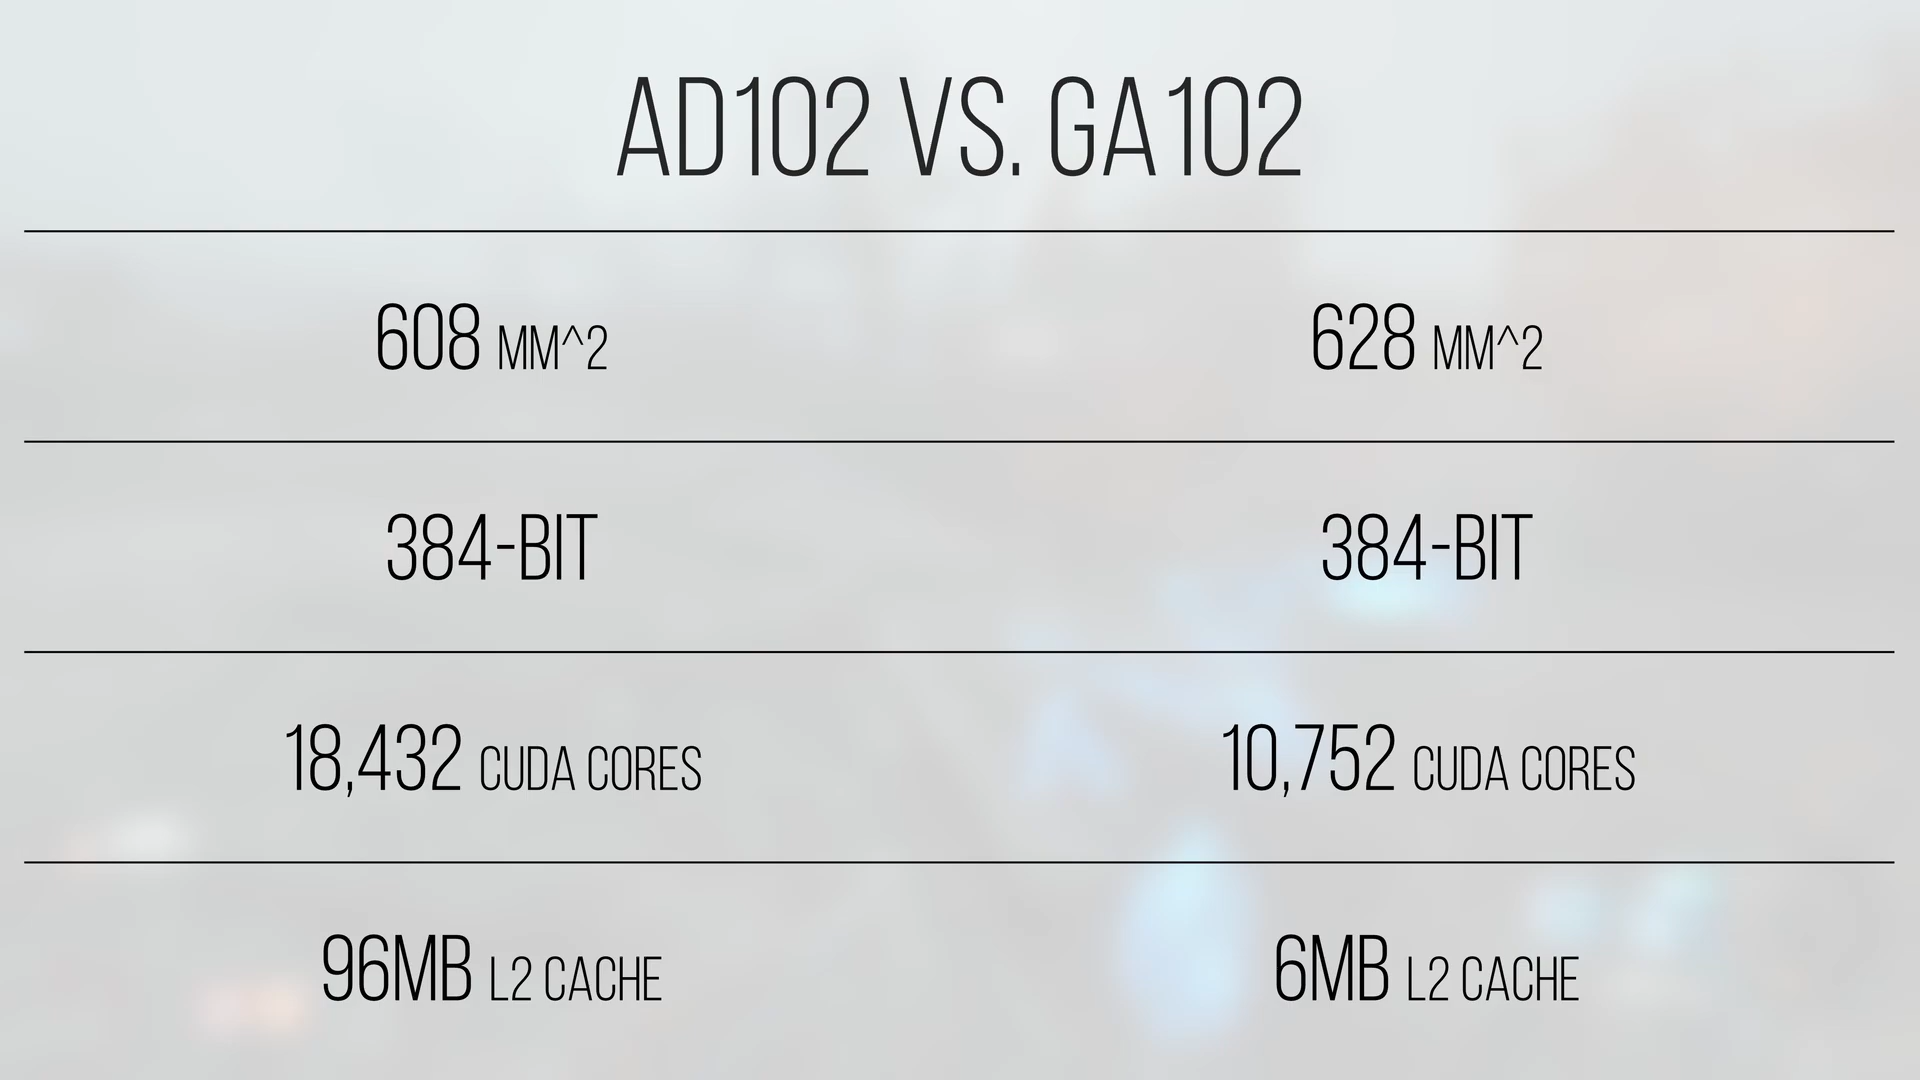 AD102 VS. GA102
608 MM^2 628 MM^2
384-BIT 384-BIT
18,432 CUDA CORES 10,752 CUDA CORES
96MB L2 CACHE 6MB L2 CACHE